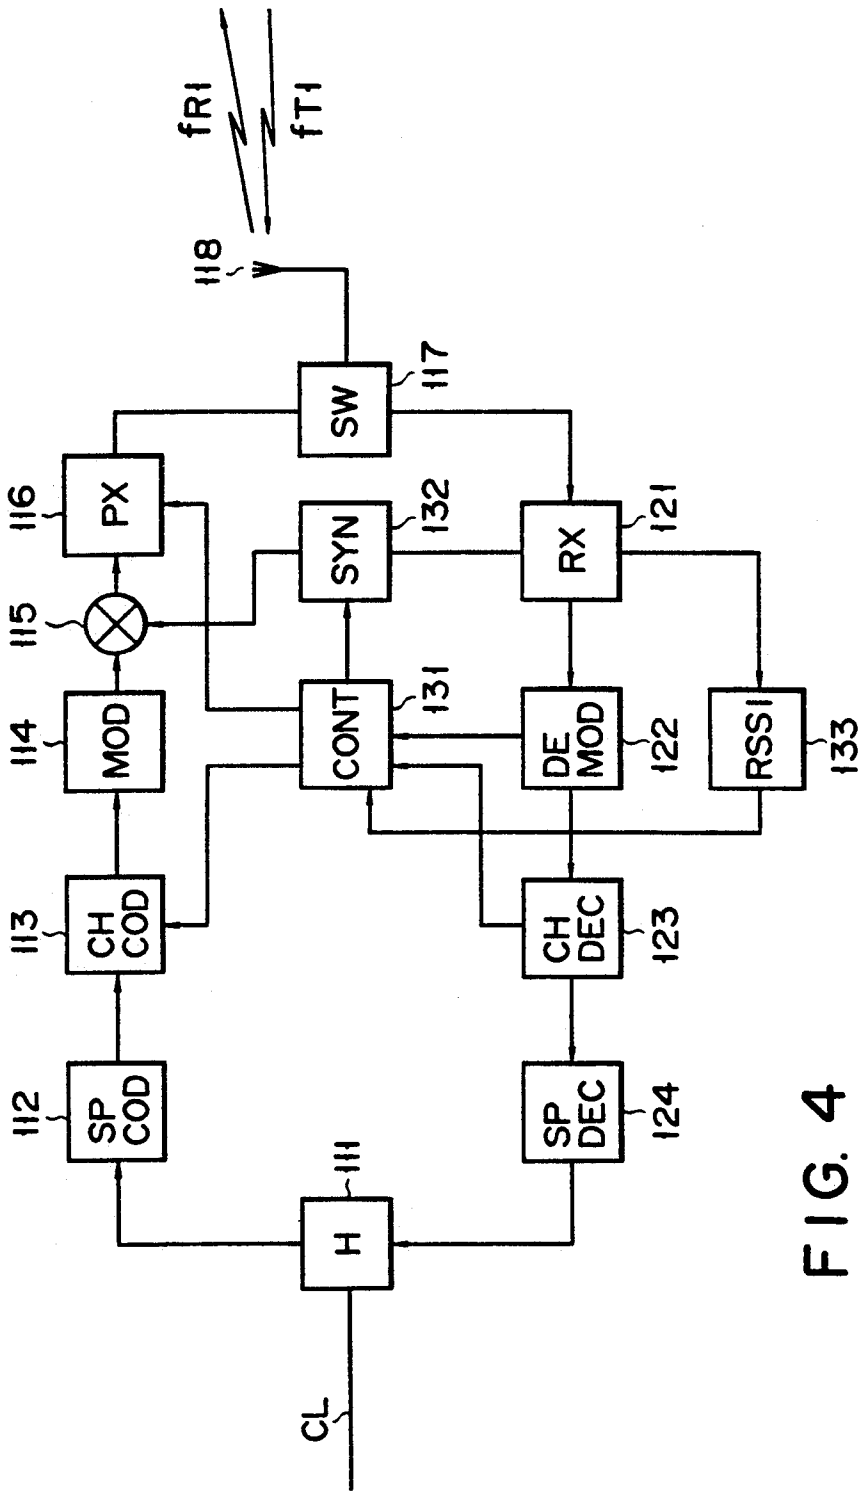 112
SP
COD
113
CH
COD
114
MOD
115
116
PX
118
fR1
fT1
CL
111
H
CONT
131
SYN
132
SW
117
124
SP
DEC
123
CH
DEC
122
DE
MOD
121
RX
RSSI
133
FIG. 4